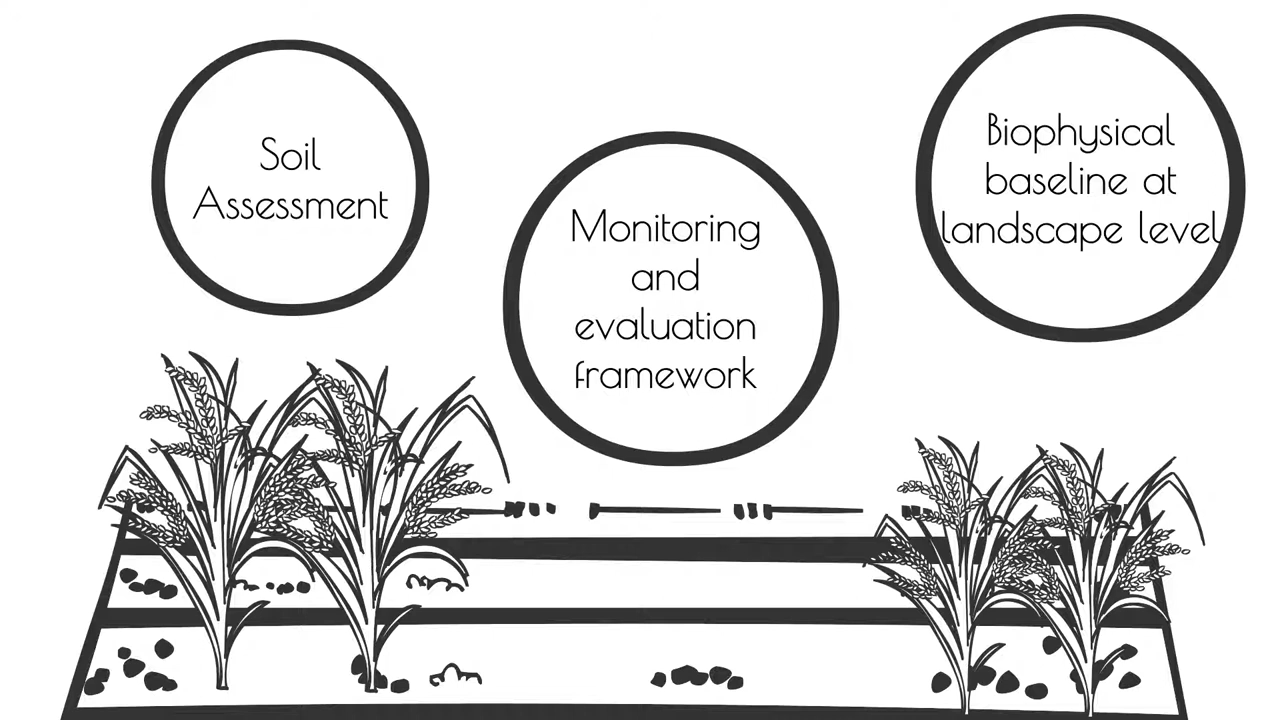 Soil
Assessment
Monitoring
and
evaluation
framework
Biophysical
baseline at
landscape level